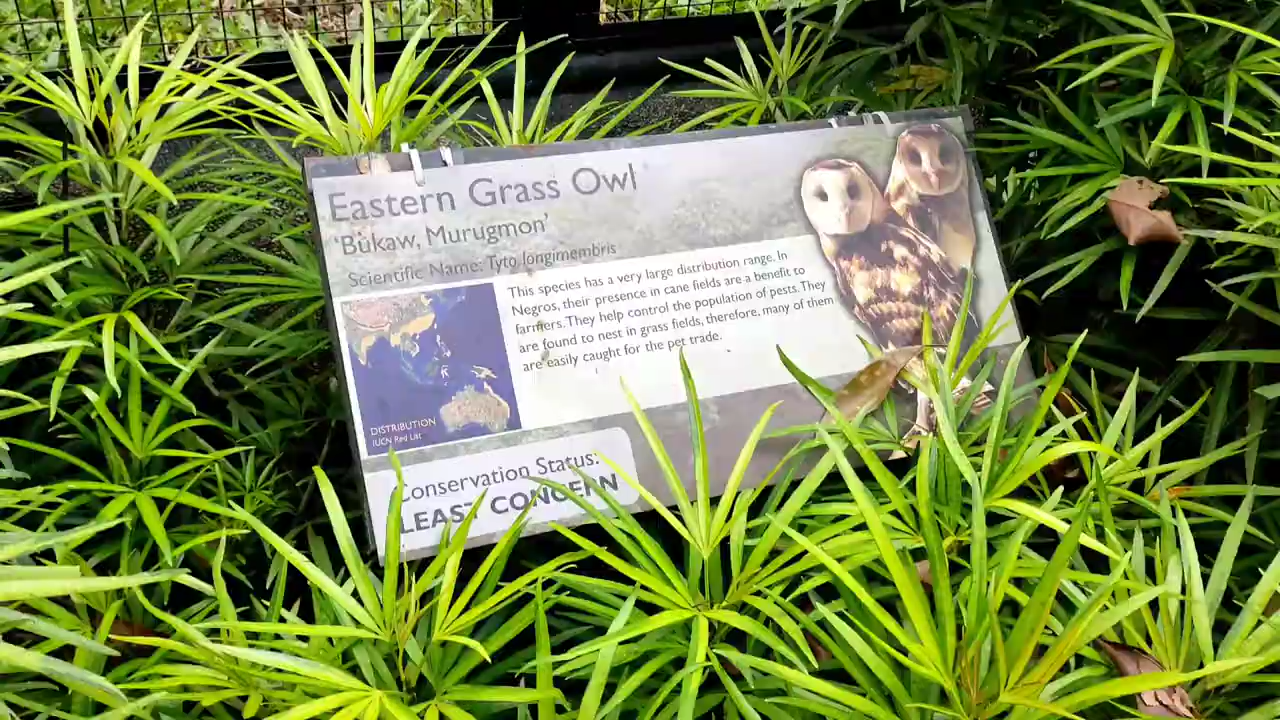 Eastern Grass Owl
'Bukaw, Murugmon'
Scientific Name: Tyto longimembris
This species has a very large distribution range. In
Negros, their presence in cane fields are a benefit to
farmers. They help control the population of pests. They
are found to nest in grass fields, therefore, many of them
are easily caught for the pet trade.
DISTRIBUTION
IUCN Red List
Conservation Status:
LEAST CONCERN